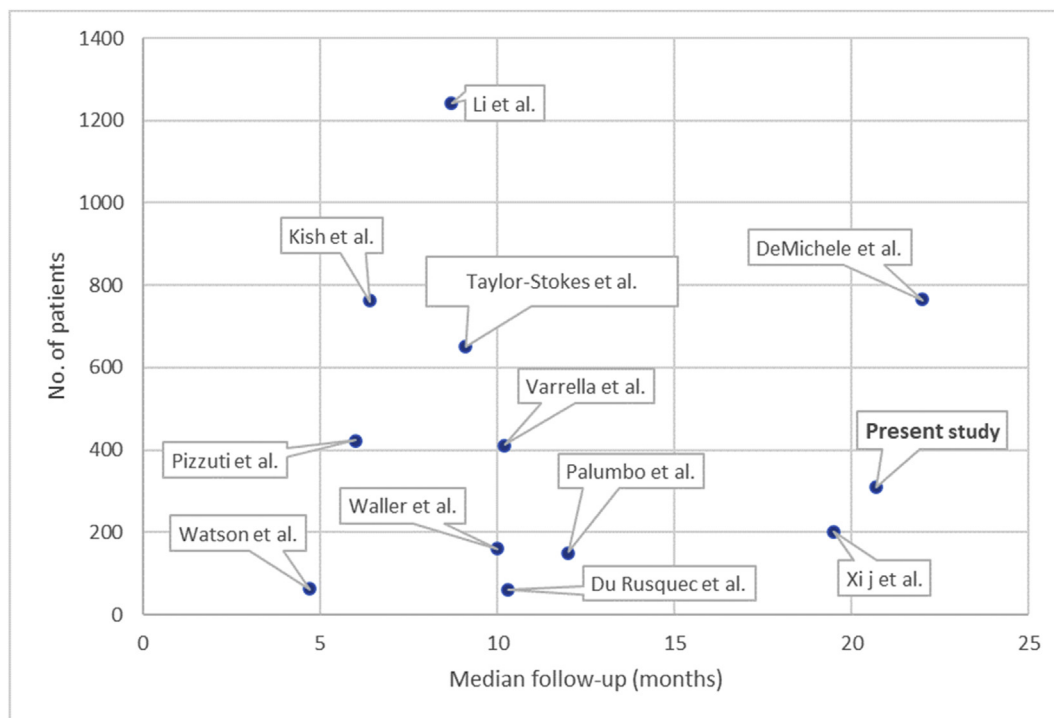 1400
1200
1000
800
600
400
200
0
No. of patients
Li et al.
Kish et al.
DeMichele et al.
Taylor-Stokes et al.
Varrella et al.
Present study
Pizzuti et al.
Palumbo et al.
Waller et al.
Watson et al.
Xi j et al.
Du Rusquec et al.
0 5 10 15 20 25
Median follow-up (months)